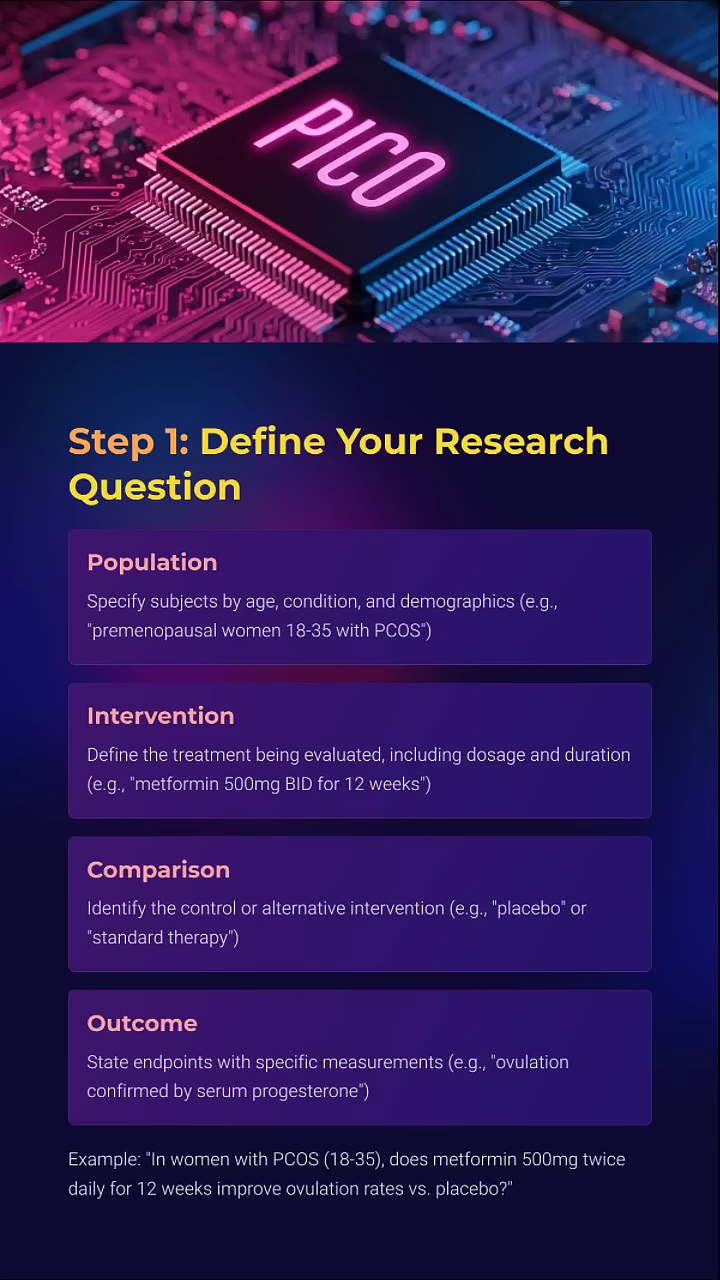 PICO
Step 1: Define Your Research
Question
Population
Specify subjects by age, condition, and demographics (e.g.,
"premenopausal women 18-35 with PCOS")
Intervention
Define the treatment being evaluated, including dosage and duration
(e.g., "metformin 500mg BID for 12 weeks")
Comparison
Identify the control or alternative intervention (e.g., "placebo" or
"standard therapy")
Outcome
State endpoints with specific measurements (e.g., "ovulation
confirmed by serum progesterone")
Example: "In women with PCOS (18-35), does metformin 500mg twice
daily for 12 weeks improve ovulation rates vs. placebo?"